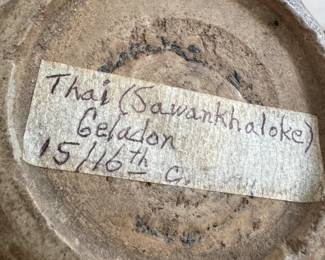 Thai (Sawankhaloke)
Celadon
15/16th C.